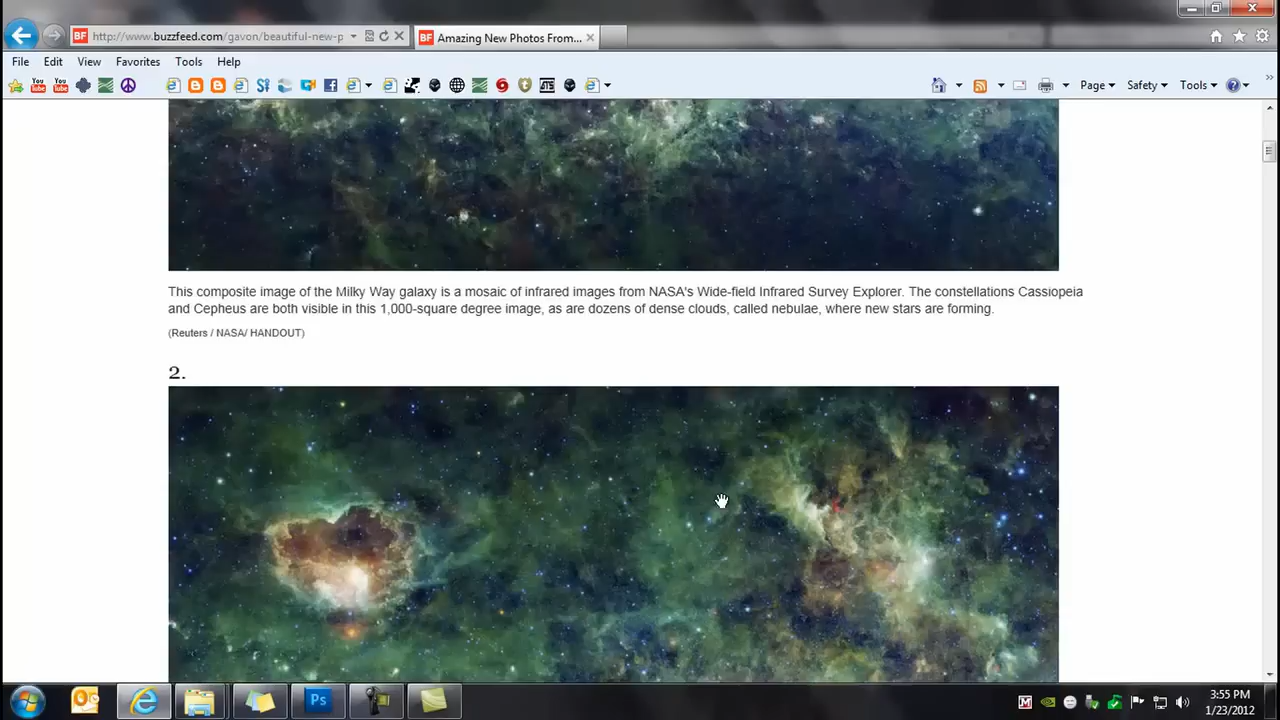 http://www.buzzfeed.com/gavon/beautiful-new-p
BF Amazing New Photos From...
File Edit View Favorites Tools Help
Page Safety Tools
This composite image of the Milky Way galaxy is a mosaic of infrared images from NASA's Wide-field Infrared Survey Explorer. The constellations Cassiopeia
and Cepheus are both visible in this 1,000-square degree image, as are dozens of dense clouds, called nebulae, where new stars are forming.
(Reuters / NASA/ HANDOUT)
2.
Ps
3:55 PM
1/23/2012